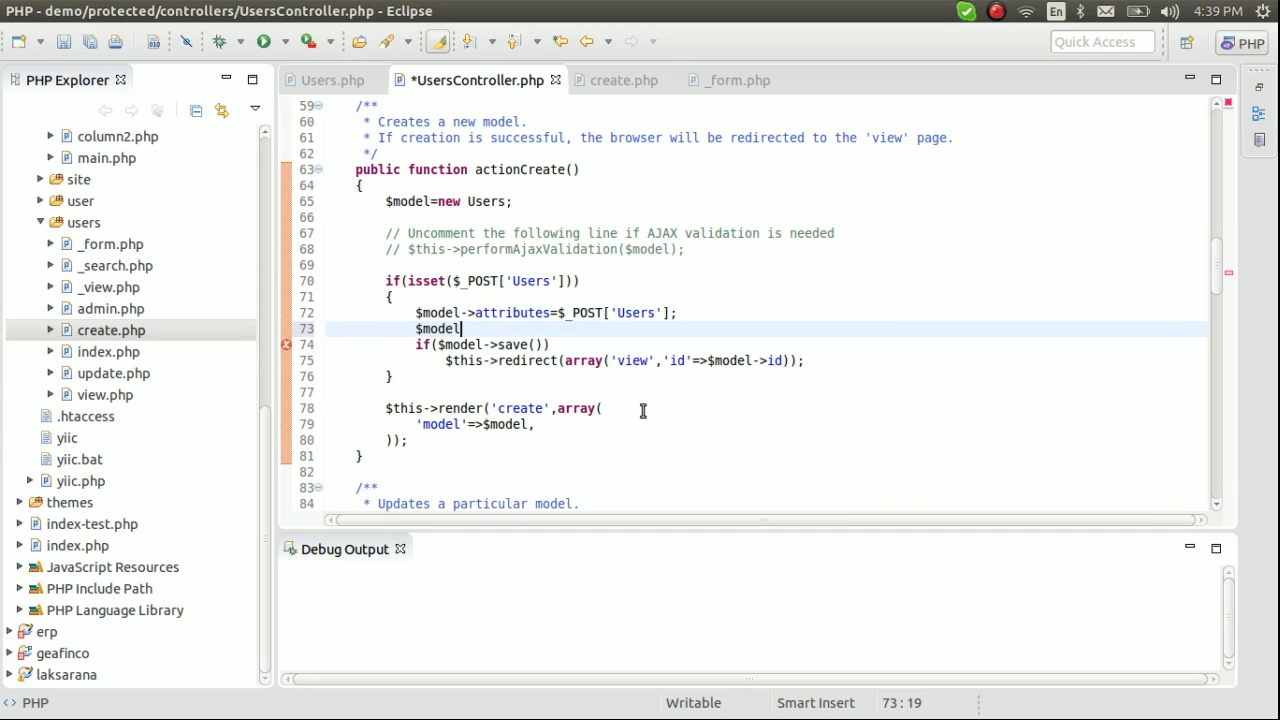 PHP - demo/protected/controllers/UsersController.php - Eclipse
En
4:39 PM
Quick Access
PHP
PHP Explorer
column2.php
main.php
site
user
users
_form.php
_search.php
_view.php
admin.php
create.php
index.php
update.php
view.php
.htaccess
yiic
yiic.bat
yiic.php
themes
index-test.php
index.php
JavaScript Resources
PHP Include Path
PHP Language Library
erp
geafinco
laksarana
Users.php
*UsersController.php
create.php
_form.php
59 /**
60 * Creates a new model.
61 * If creation is successful, the browser will be redirected to the 'view' page.
62 */
63 public function actionCreate()
64 {
65 $model=new Users;
66
67 // Uncomment the following line if AJAX validation is needed
68 // $this->performAjaxValidation($model);
69
70 if(isset($_POST['Users']))
71 {
72 $model->attributes=$_POST['Users'];
73 $model
74 if($model->save())
75 $this->redirect(array('view','id'=>$model->id));
76 }
77
78 $this->render('create',array(
79 'model'=>$model,
80 ));
81 }
82
83 /**
84 * Updates a particular model.
Debug Output
PHP
Writable
Smart Insert
73 : 19